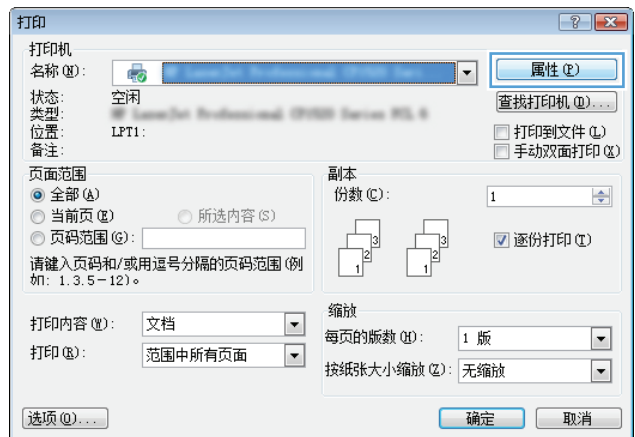 打印
打印机
名称(N):
属性(P)
状态: 空闲
查找打印机(D)...
类型:
位置: LPT1:
打印到文件(L)
备注:
手动双面打印(X)
页面范围
全部(A)
当前页(E) 所选内容(S)
页码范围(G):
请键入页码和/或用逗号分隔的页码范围(例
如: 1.3.5-12)。
副本
份数(C): 1
3 3
2 2
1 1
逐份打印(T)
打印内容(W): 文档
打印(R): 范围中所有页面
缩放
每页的版数(H): 1 版
按纸张大小缩放(Z): 无缩放
选项(O)... 确定 取消